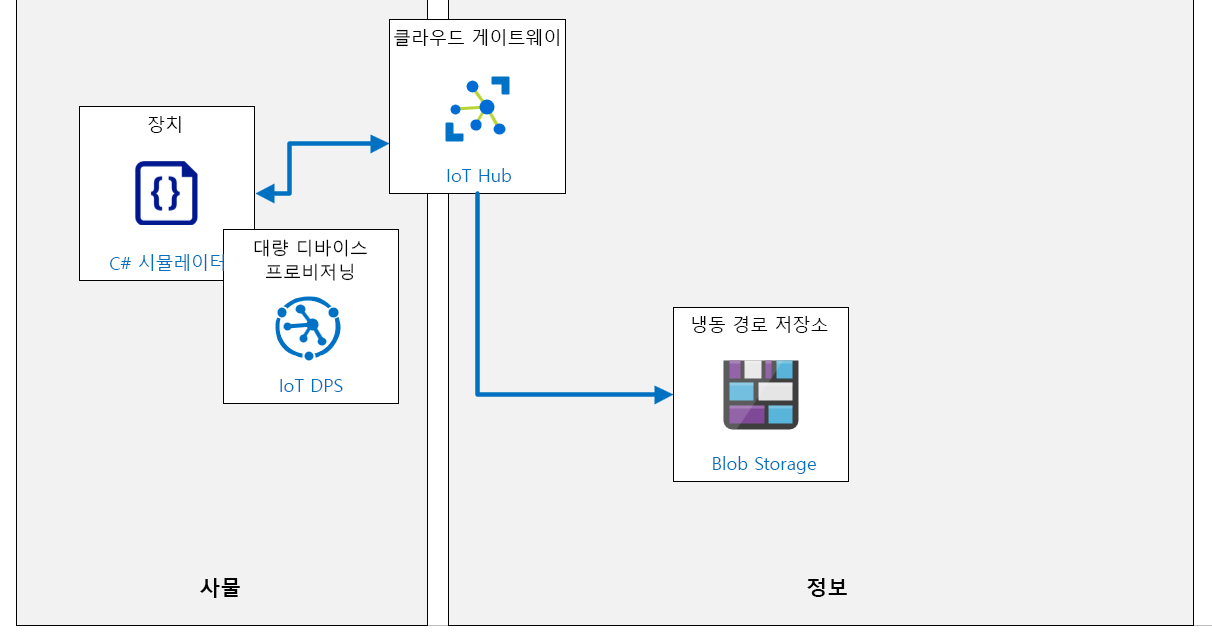 클라우드 게이트웨이
IoT Hub
장치
{}
C# 시뮬레이터
대량 디바이스
프로비저닝
IoT DPS
냉동 경로 저장소
Blob Storage
사물
정보